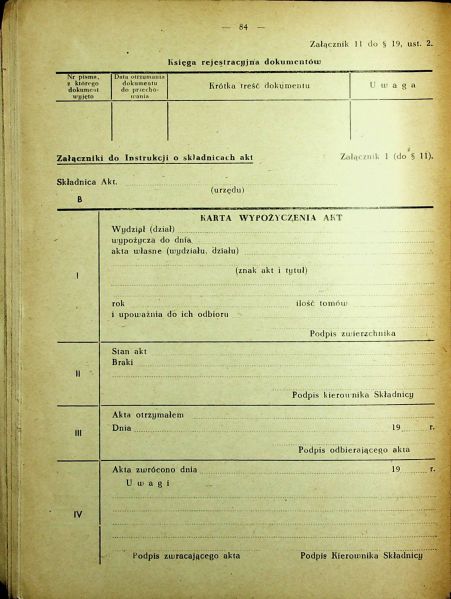 — 84 —
Załącznik 11 do § 19, ust. 2.
Księga rejestracyjna dokumentów
Nr pisma, z którego dokument wyjęto
Data otrzymania dokumentu do przecho- wania
Krótka treść dokumentu
Uwaga
Załączniki do Instrukcji o składnicach akt
Załącznik 1 (do § 11).
Składnica Akt.
(urzędu)
B
KARTA WYPOŻYCZENIA AKT
I
Wydział (dział)
wypożycza do dnia
akta własne (wydziału, działu)
(znak akt i tytuł)
rok ilość tomów
i upoważnia do ich odbioru
Podpis zwierzchnika
II
Stan akt
Braki
Podpis kierownika Składnicy
III
Akta otrzymałem
Dnia 19 r.
Podpis odbierającego akta
IV
Akta zwrócono dnia 19 r.
Uwagi
Podpis zwracającego akta Podpis Kierownika Składnicy